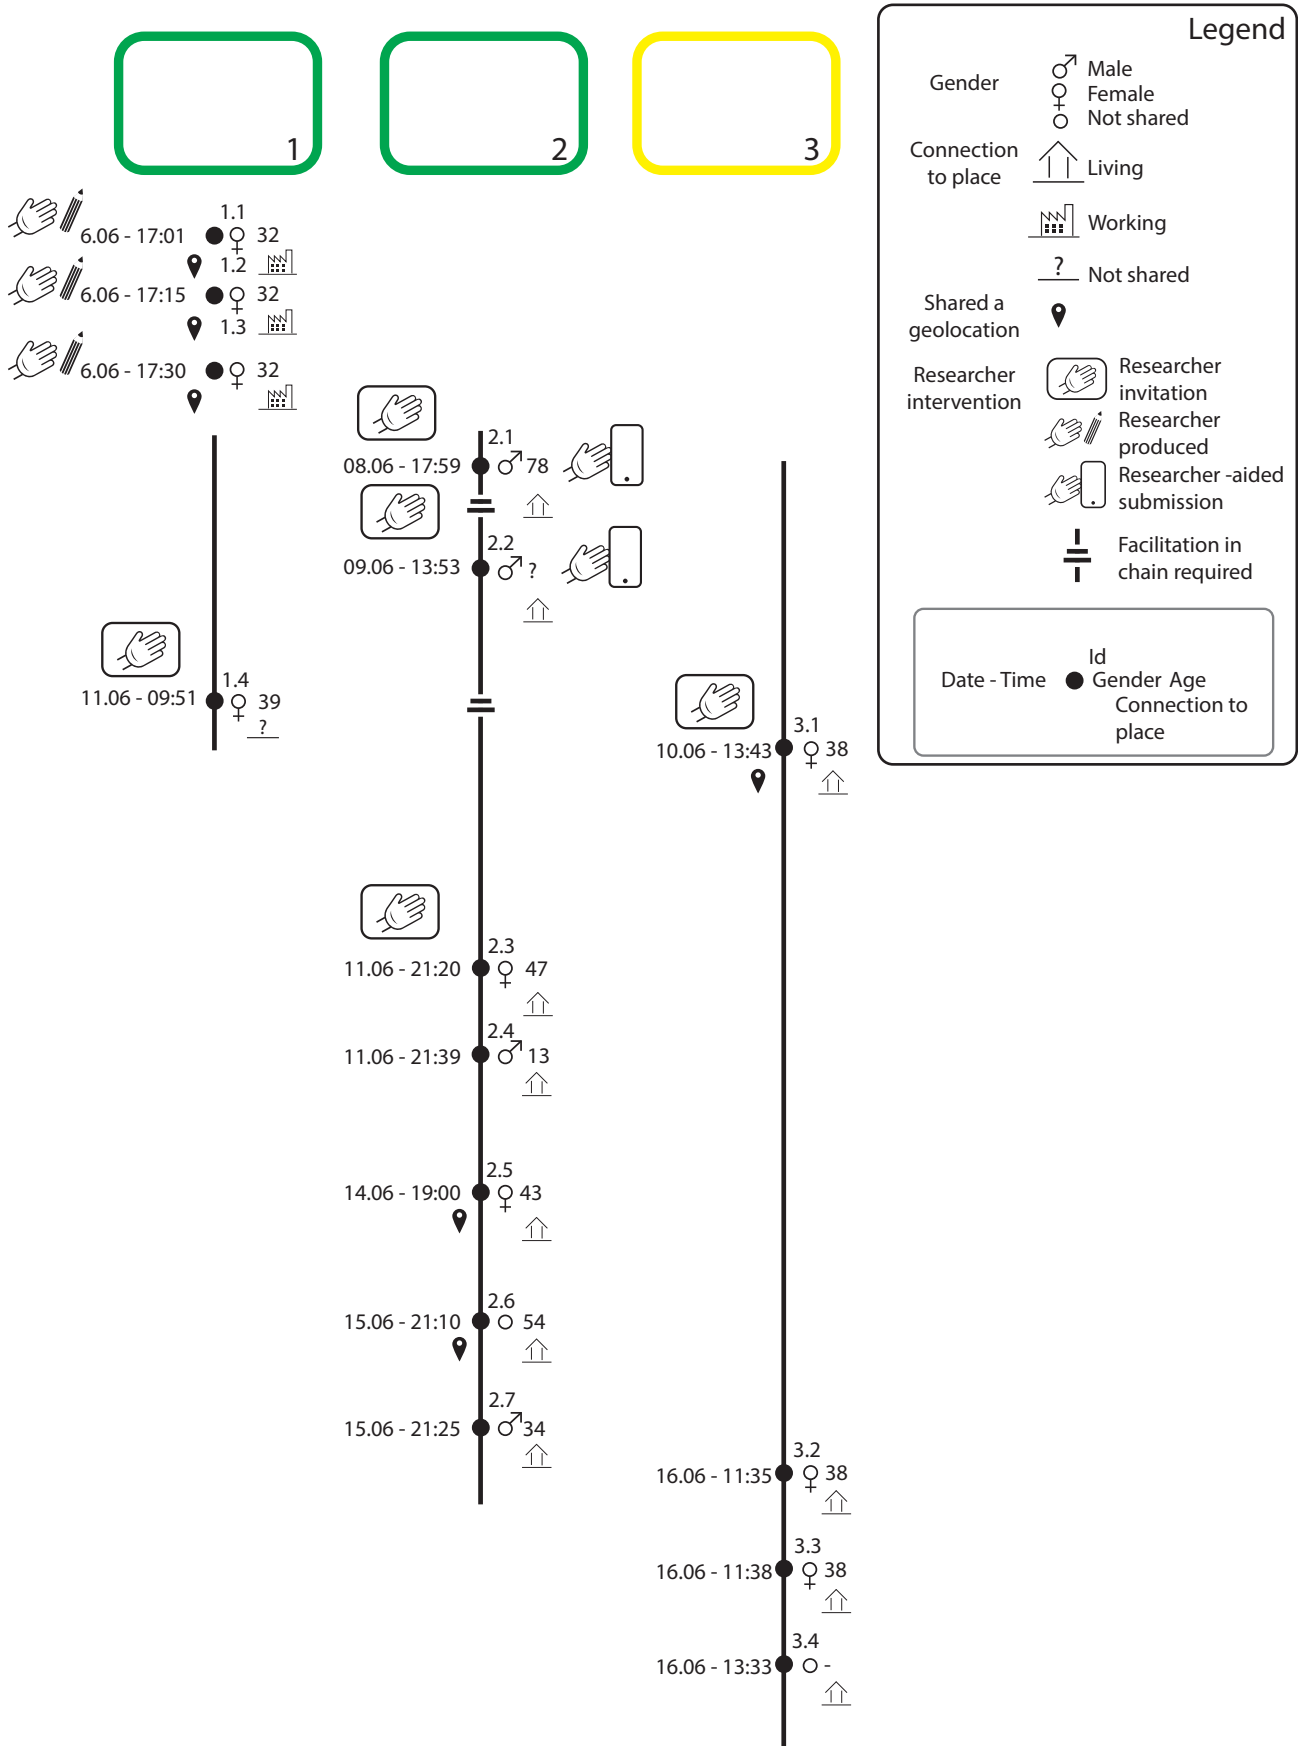 1
2
3
1.1
6.06 - 17:01 32
1.2
6.06 - 17:15 32
1.3
6.06 - 17:30 32
1.4
11.06 - 09:51 39
?
2.1
08.06 - 17:59 78
2.2
09.06 - 13:53 ?
2.3
11.06 - 21:20 47
2.4
11.06 - 21:39 13
2.5
14.06 - 19:00 43
2.6
15.06 - 21:10 54
2.7
15.06 - 21:25 34
3.1
10.06 - 13:43 38
3.2
16.06 - 11:35 38
3.3
16.06 - 11:38 38
3.4
16.06 - 13:33 -
Legend
Gender
Male
Female
Not shared
Connection
to place
Living
Working
? Not shared
Shared a
geolocation
Researcher
intervention
Researcher
invitation
Researcher
produced
Researcher -aided
submission
Facilitation in
chain required
Id
Date - Time Gender Age
Connection to
place